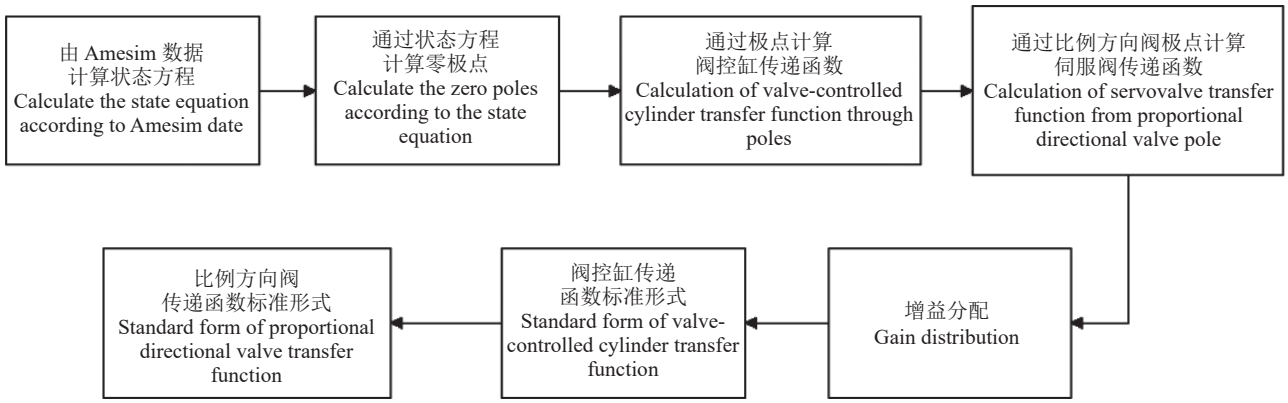 由 Amesim 数据
计算状态方程
Calculate the state equation
according to Amesim date
通过状态方程
计算零极点
Calculate the zero poles
according to the state
equation
通过极点计算
阀控缸传递函数
Calculation of valve-controlled
cylinder transfer function through
poles
通过比例方向阀极点计算
伺服阀传递函数
Calculation of servovalve transfer
function from proportional
directional valve pole
增益分配
Gain distribution
阀控缸传递
函数标准形式
Standard form of valve-
controlled cylinder transfer
function
比例方向阀
传递函数标准形式
Standard form of proportional
directional valve transfer
function